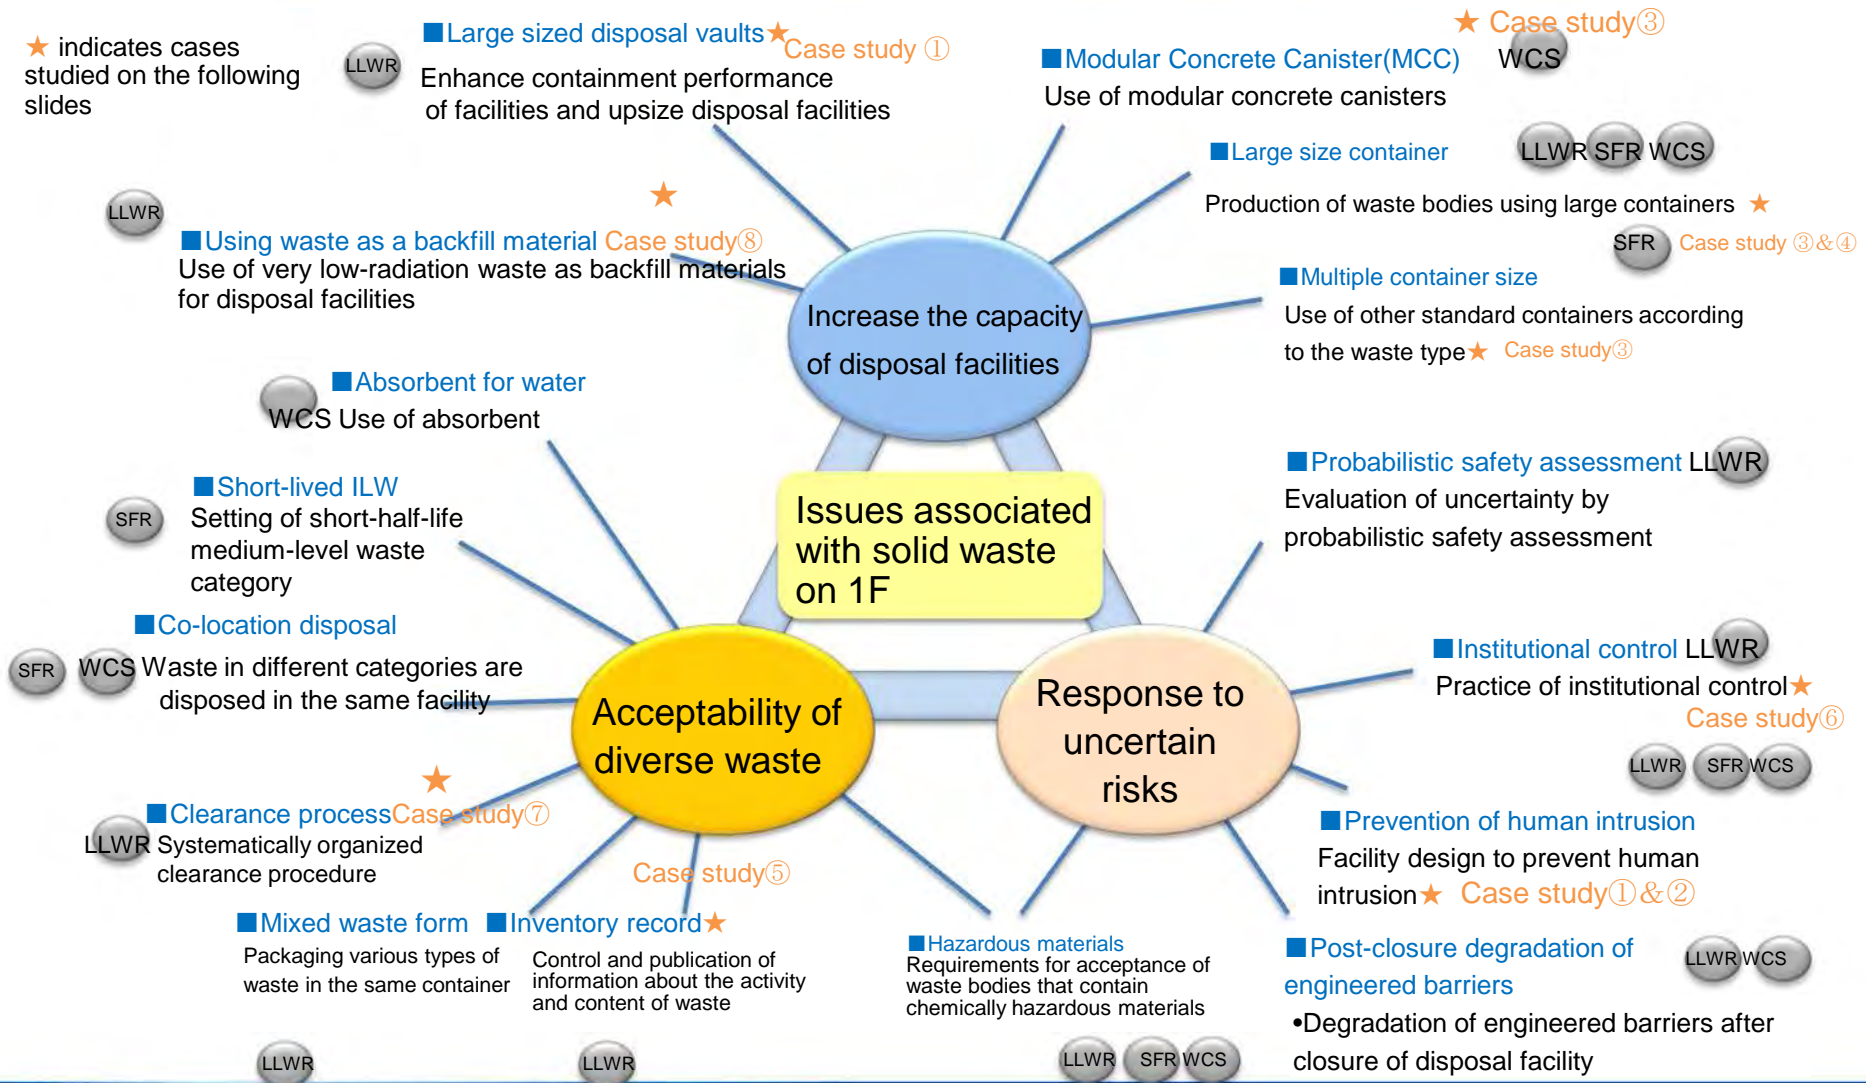 ★ indicates cases
studied on the following
slides
LLWR
■Large sized disposal vaults★
Case study ①
Enhance containment performance
of facilities and upsize disposal facilities
★ Case study③
■Modular Concrete Canister(MCC)
WCS
Use of modular concrete canisters
■Large size container
LLWR SFR WCS
Production of waste bodies using large containers ★
SFR
Case study ③&④
■Multiple container size
Use of other standard containers according
to the waste type★ Case study③
LLWR
★
■Using waste as a backfill material Case study⑧
Use of very low-radiation waste as backfill materials
for disposal facilities
Increase the capacity
of disposal facilities
■Absorbent for water
WCS Use of absorbent
■Short-lived ILW
SFR
Setting of short-half-life
medium-level waste
category
Issues associated
with solid waste
on 1F
■Probabilistic safety assessment LLWR
Evaluation of uncertainty by
probabilistic safety assessment
■Co-location disposal
SFR WCS Waste in different categories are
disposed in the same facility
■Institutional control LLWR
Practice of institutional control★
Case study⑥
Acceptability of
diverse waste
Response to
uncertain
risks
★
■Clearance processCase study⑦
LLWR Systematically organized
clearance procedure
LLWR SFR WCS
■Prevention of human intrusion
Facility design to prevent human
intrusion★ Case study①&②
Case study⑤
■Mixed waste form
Packaging various types of
waste in the same container
LLWR
■Inventory record★
Control and publication of
information about the activity
and content of waste
LLWR
■Hazardous materials
Requirements for acceptance of
waste bodies that contain
chemically hazardous materials
LLWR SFR WCS
■Post-closure degradation of
engineered barriers
LLWR WCS
•Degradation of engineered barriers after
closure of disposal facility